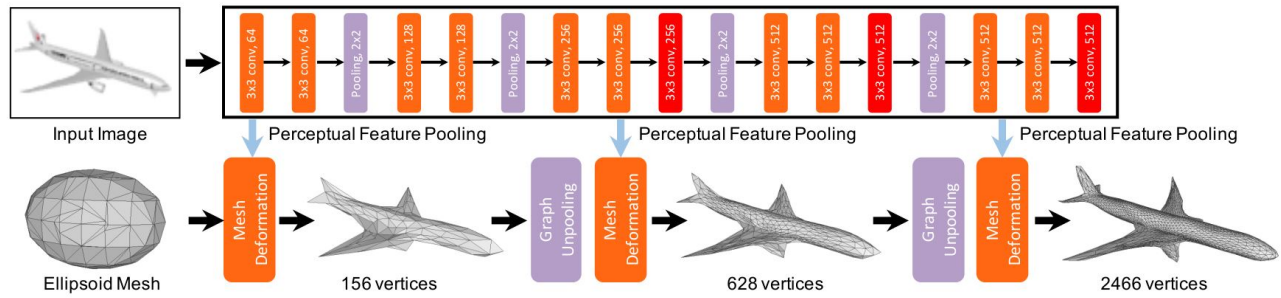 3x3 conv, 64
3x3 conv, 64
Pooling, 2x2
3x3 conv, 128
3x3 conv, 128
Pooling, 2x2
3x3 conv, 256
3x3 conv, 256
3x3 conv, 256
Pooling, 2x2
3x3 conv, 512
3x3 conv, 512
3x3 conv, 512
Pooling, 2x2
3x3 conv, 512
3x3 conv, 512
3x3 conv, 512
Input Image
Perceptual Feature Pooling
Perceptual Feature Pooling
Perceptual Feature Pooling
Mesh
Deformation
Graph
Unpooling
Mesh
Deformation
Graph
Unpooling
Mesh
Deformation
Ellipsoid Mesh
156 vertices
628 vertices
2466 vertices